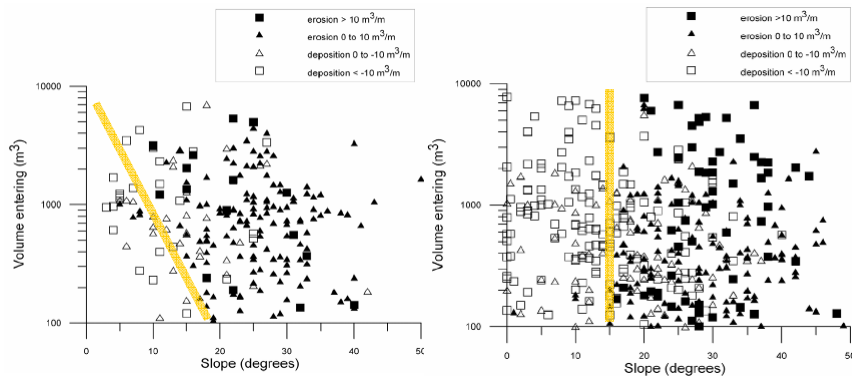 erosion > 10 m³/m
erosion 0 to 10 m³/m
deposition 0 to -10 m³/m
deposition < -10 m³/m
10000
1000
100
Volume entering (m³)
0
10
20
30
40
50
Slope (degrees)
erosion >10 m³/m
erosion 0 to 10 m³/m
deposition 0 to -10 m³/m
deposition < -10 m³/m
10000
1000
100
Volume entering (m³)
0
10
20
30
40
50
Slope (degrees)